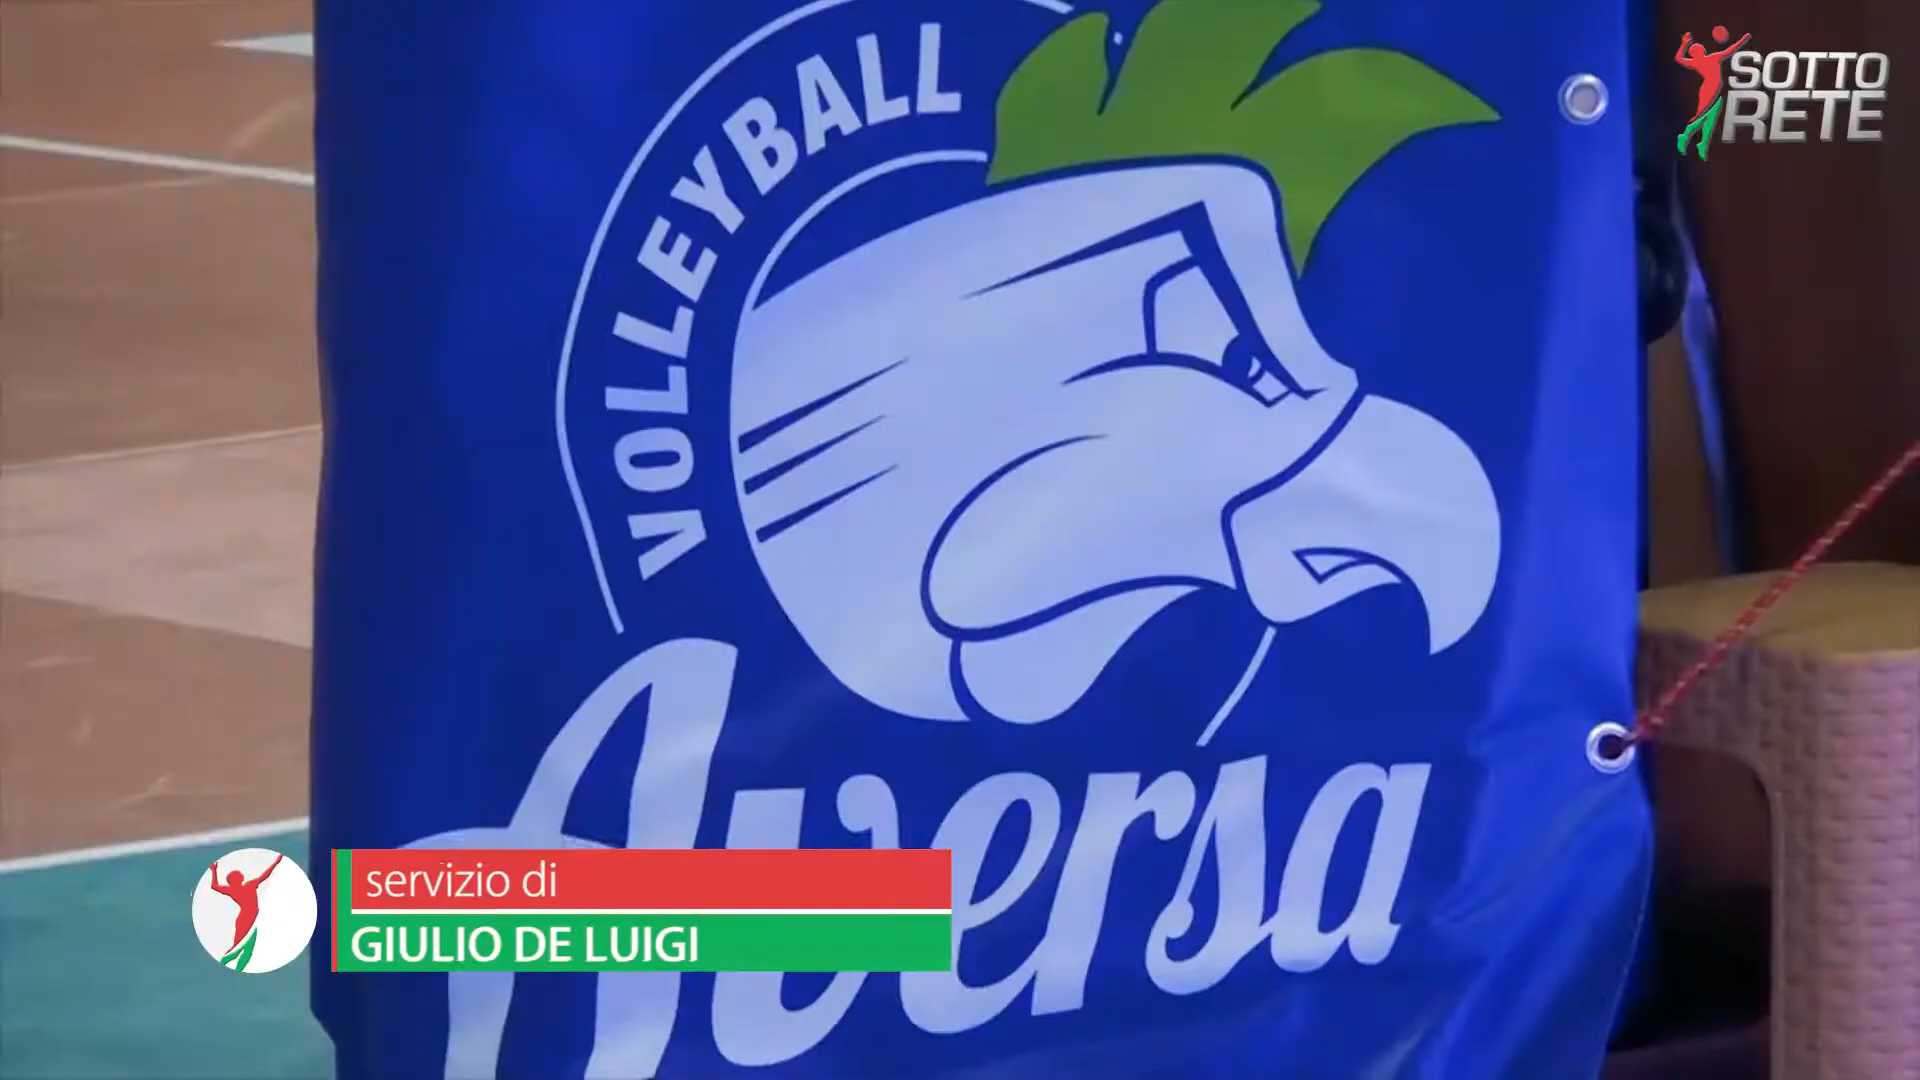 SOTTO
RETE
VOLLEYBALL
Aversa
servizio di
GIULIO DE LUIGI